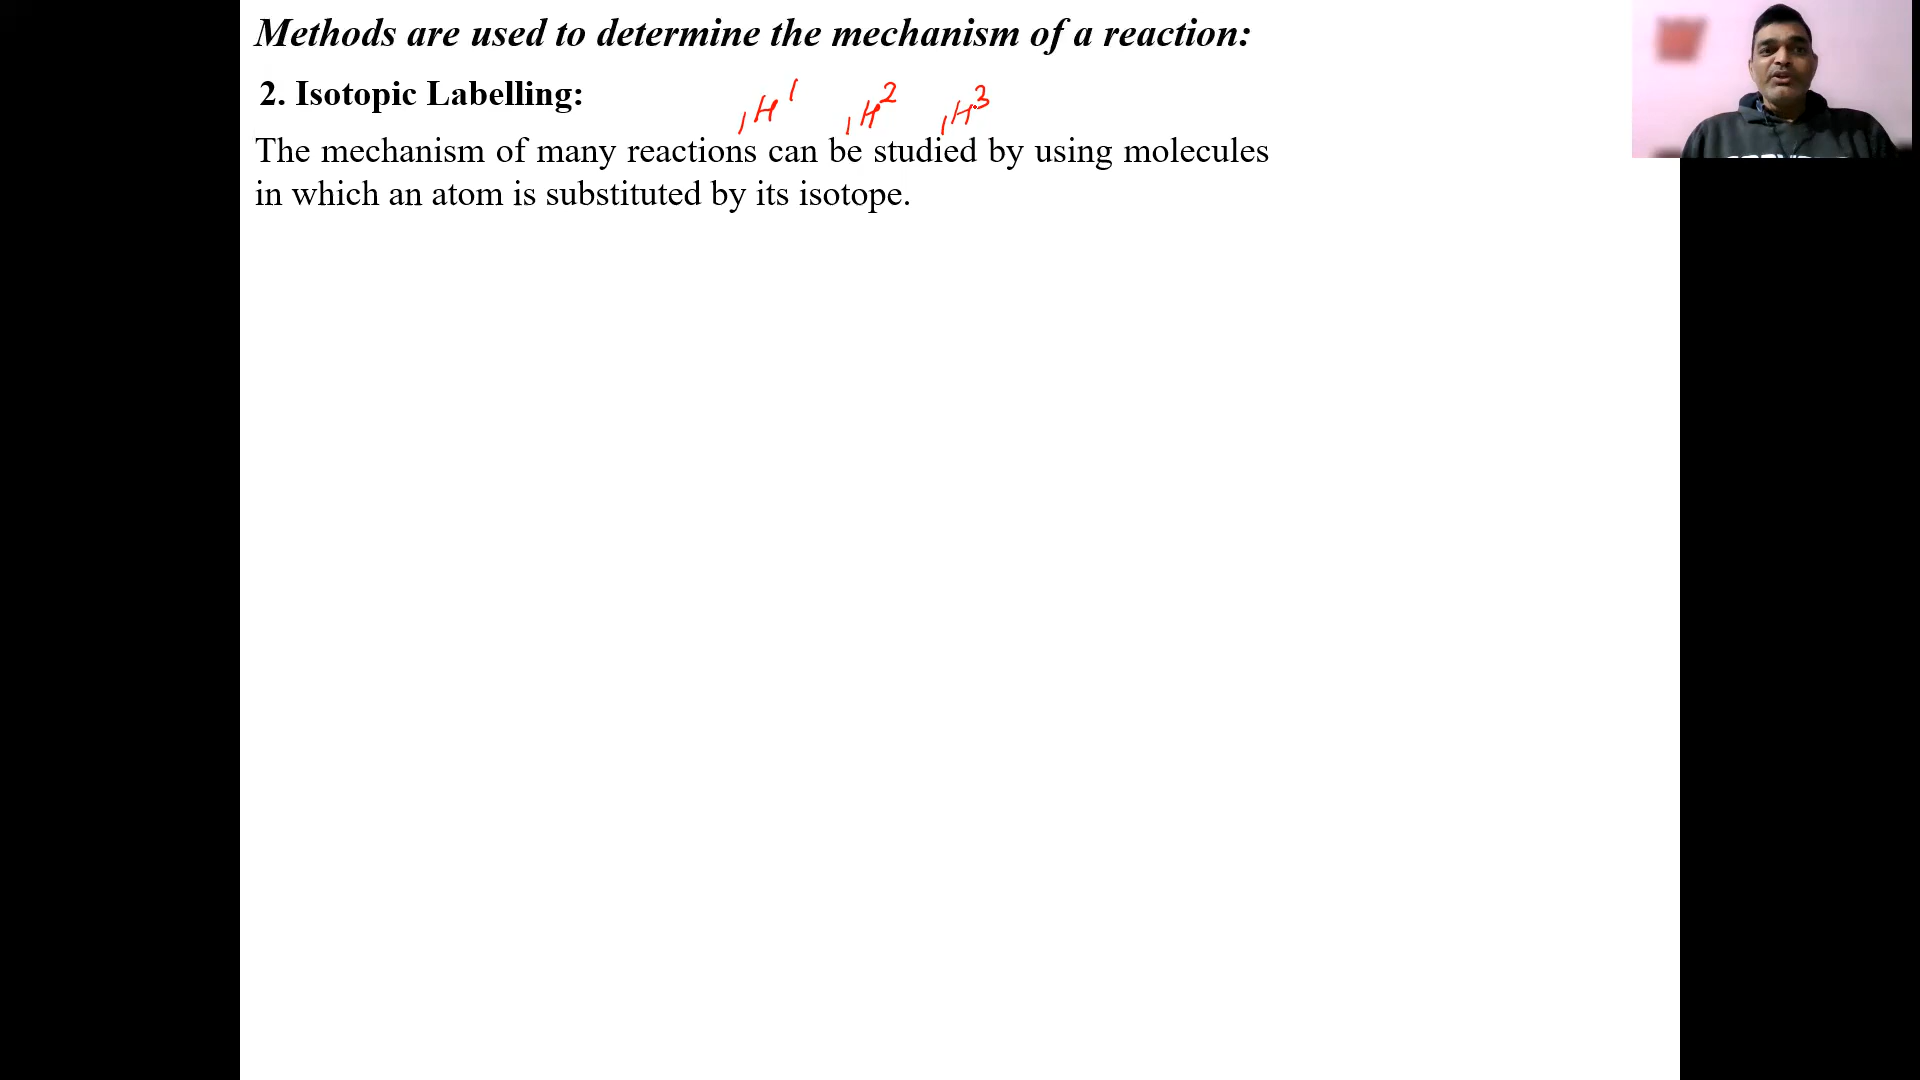 Methods are used to determine the mechanism of a reaction:
2. Isotopic Labelling:
₁H¹ ₁H² ₁H³
The mechanism of many reactions can be studied by using molecules
in which an atom is substituted by its isotope.